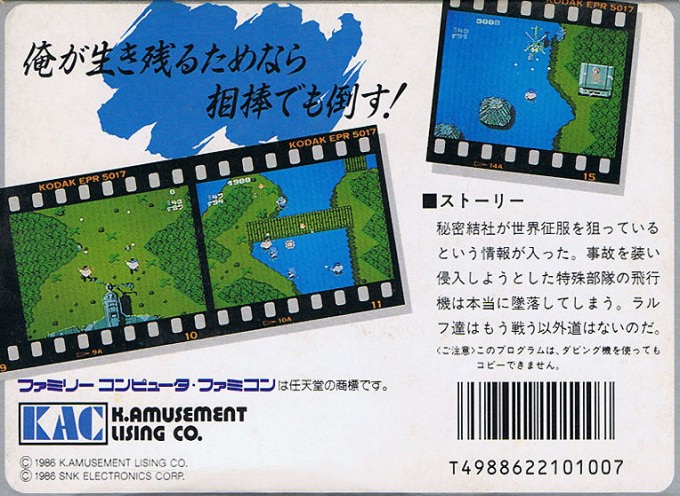 俺が生き残るためなら
相棒でも倒す!
KODAK EPR 5017
15
14A
KODAK EPR 5017
KODAK EPR 5017
9
9A
10
10A
11
■ストーリー
秘密結社が世界征服を狙っている
という情報が入った。事故を装い
侵入しようとした特殊部隊の飛行
機は本当に墜落してしまう。ラル
フ達はもう戦う以外道はないのだ。
〈ご注意〉このプログラムは、ダビング機を使っても
コピーできません。
ファミリーコンピュータ・ファミコンは任天堂の商標です。
KAC K.AMUSEMENT
LISING CO.
© 1986 K.AMUSEMENT LISING CO.
© 1986 SNK ELECTRONICS CORP.
T4988622101007